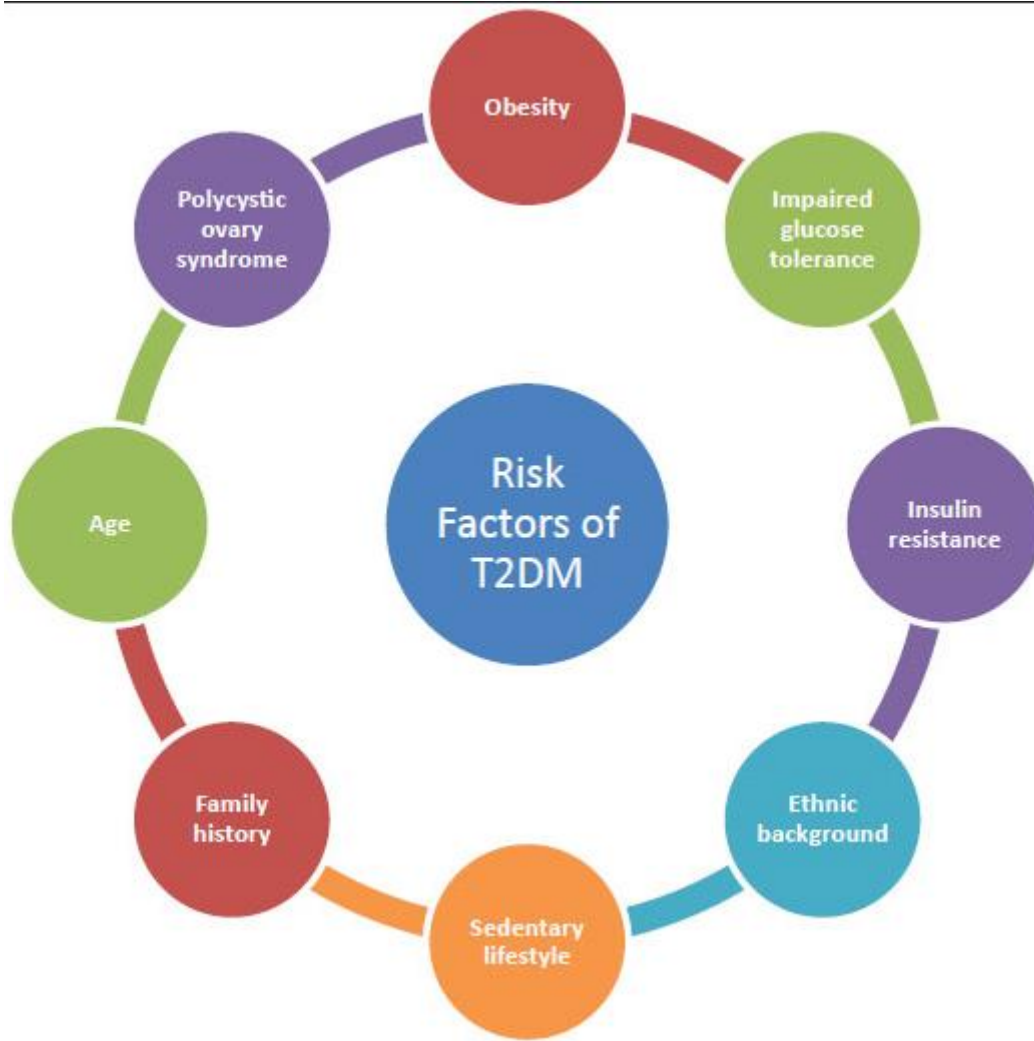 Obesity
Impaired
glucose
tolerance
Insulin
resistance
Ethnic
background
Sedentary
lifestyle
Family
history
Age
Polycystic
ovary
syndrome
Risk
Factors of
T2DM